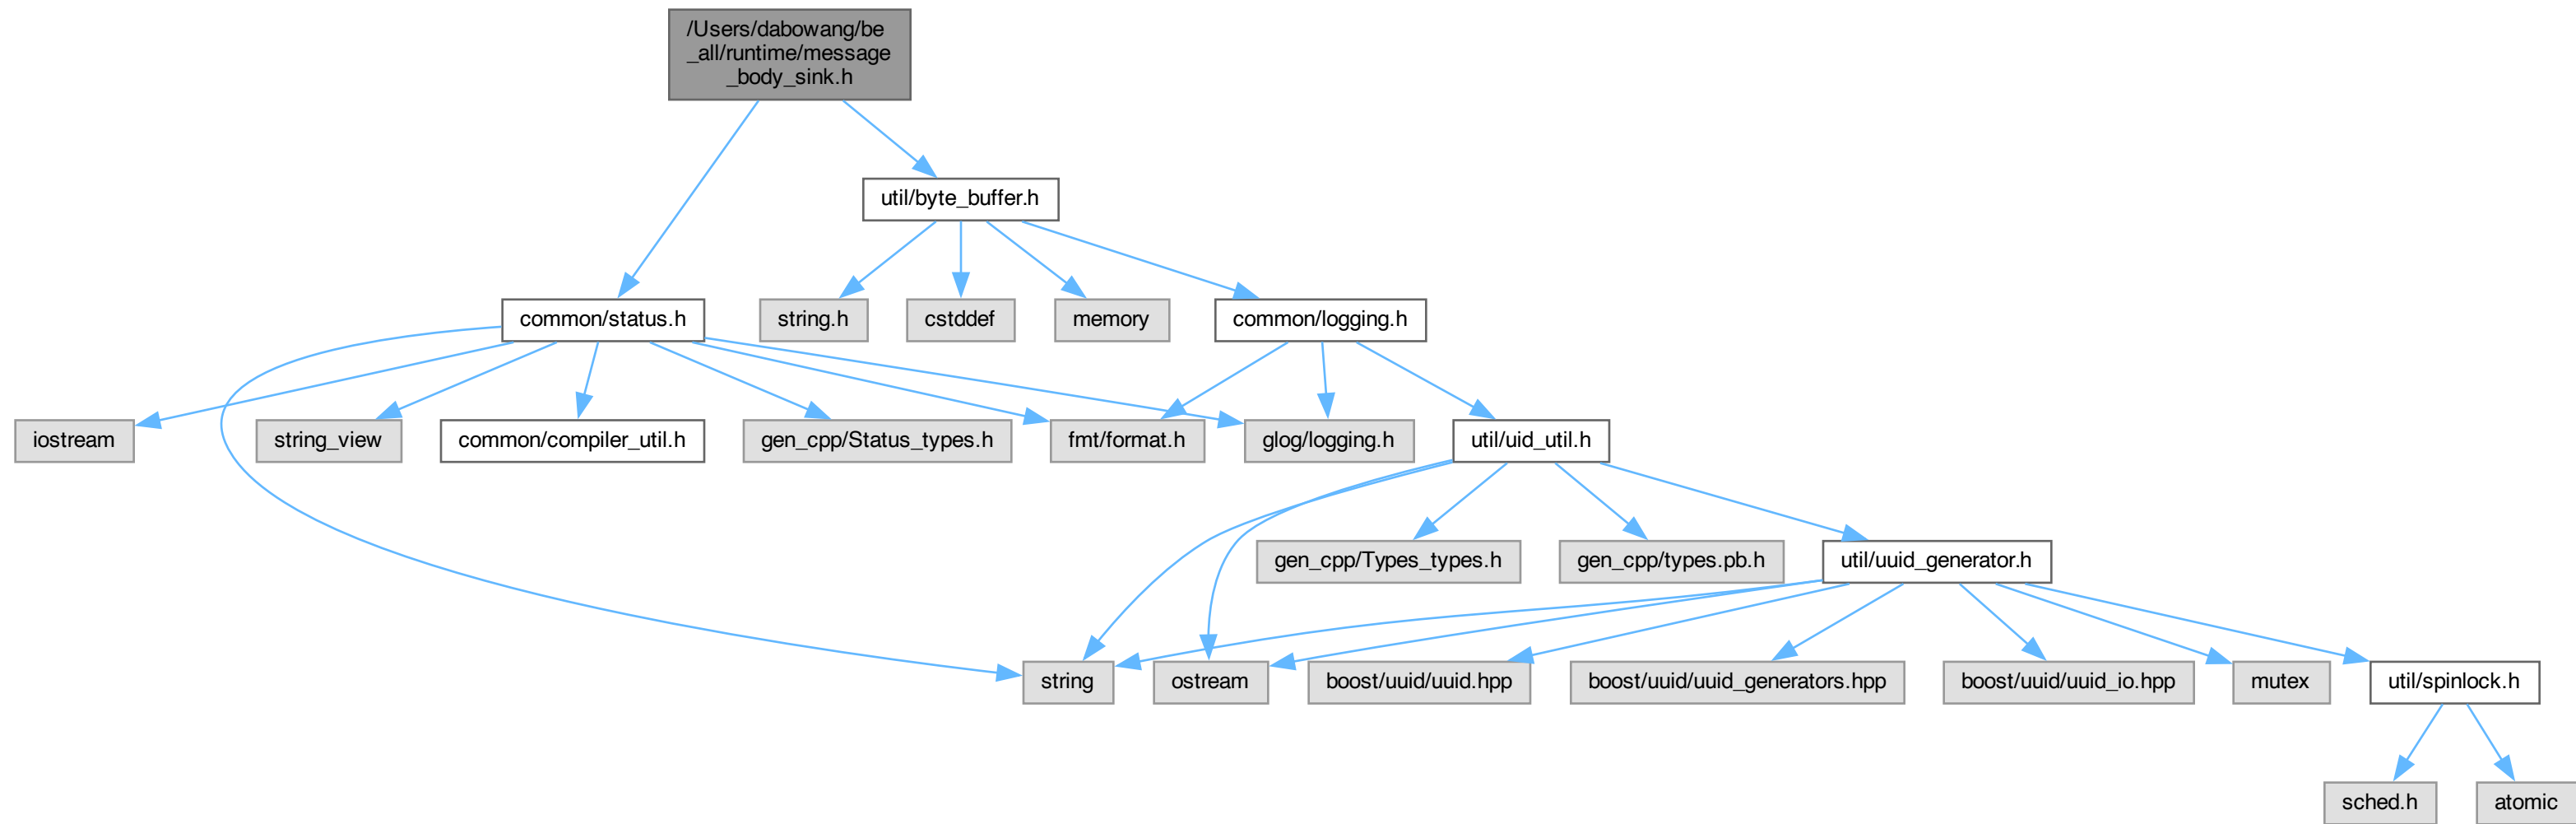 /Users/dabowang/be
_all/runtime/message
_body_sink.h
util/byte_buffer.h
common/status.h
string.h
cstddef
memory
common/logging.h
iostream
string_view
common/compiler_util.h
gen_cpp/Status_types.h
fmt/format.h
glog/logging.h
util/uid_util.h
gen_cpp/Types_types.h
gen_cpp/types.pb.h
util/uuid_generator.h
string
ostream
boost/uuid/uuid.hpp
boost/uuid/uuid_generators.hpp
boost/uuid/uuid_io.hpp
mutex
util/spinlock.h
sched.h
atomic